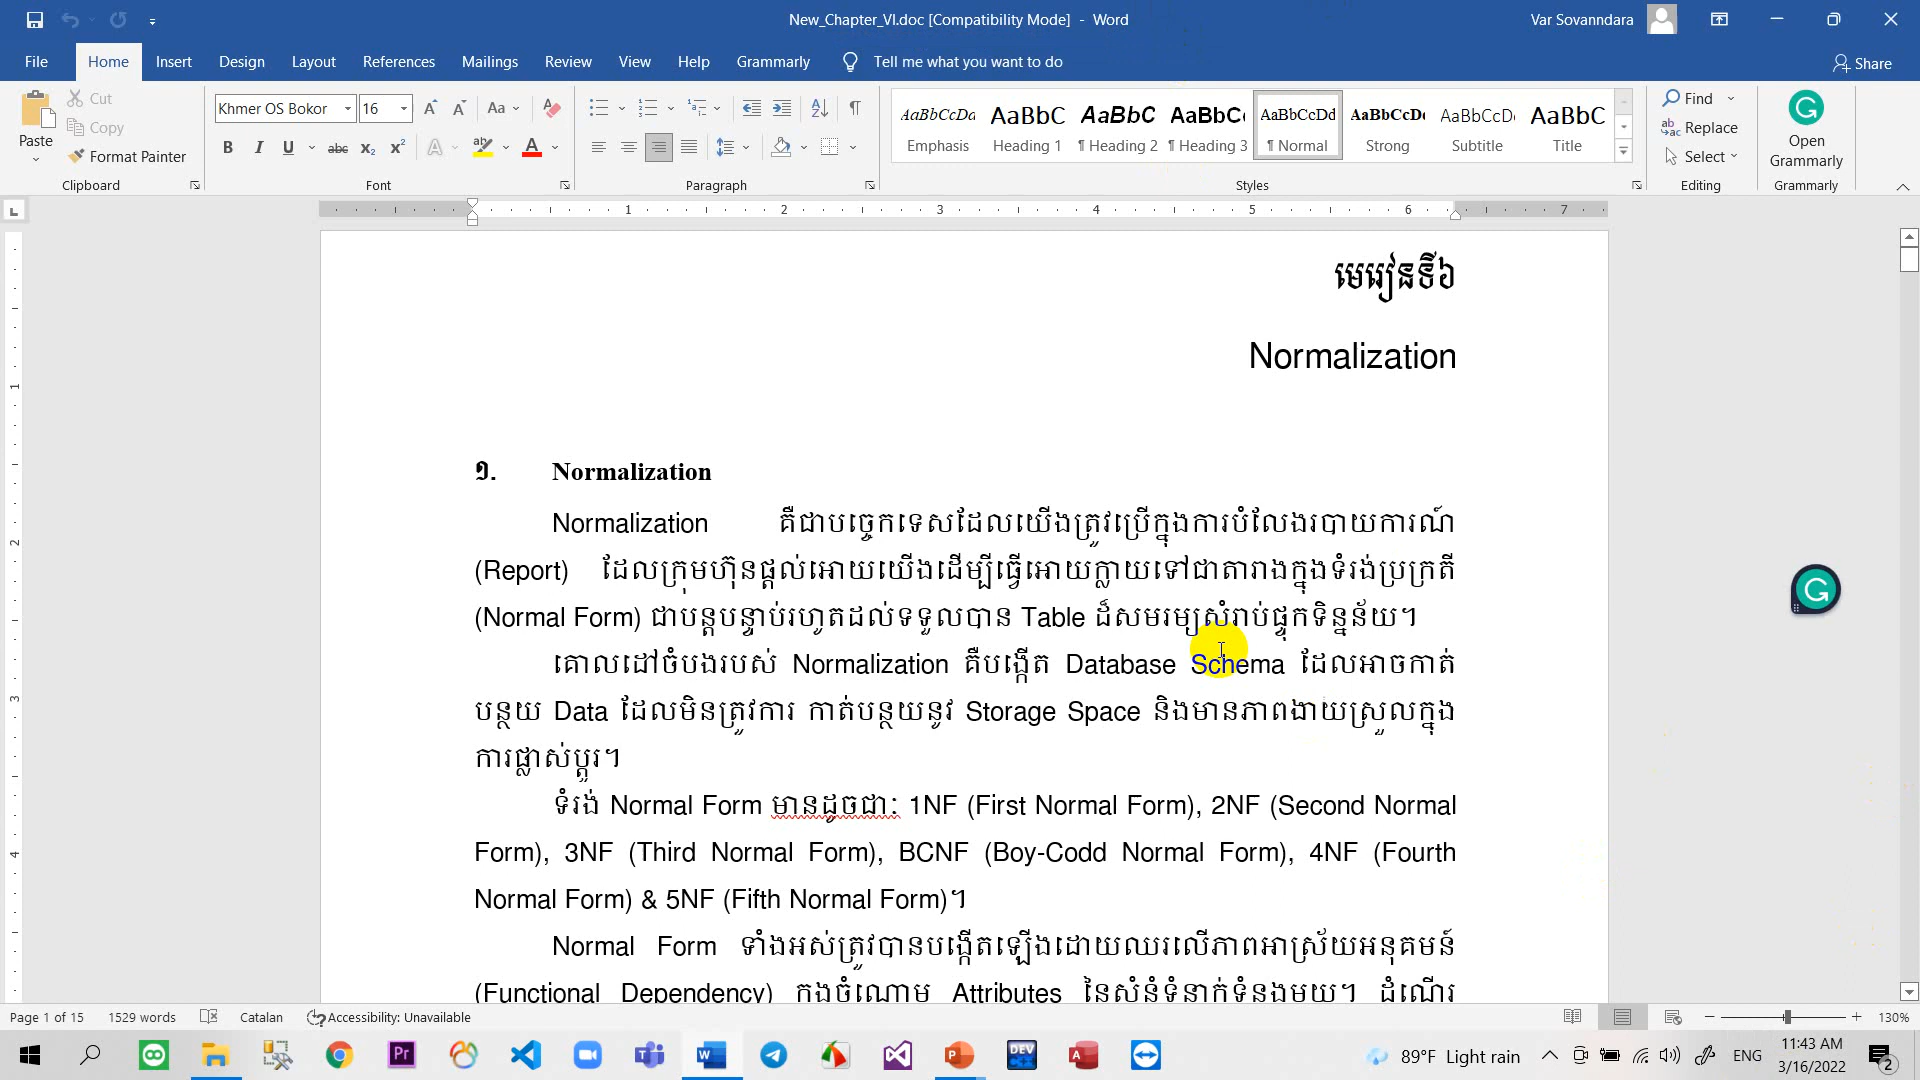 New_Chapter_VI.doc [Compatibility Mode] - Word
Var Sovanndara
File Home Insert Design Layout References Mailings Review View Help Grammarly Tell me what you want to do Share
Paste
Cut
Copy
Format Painter
Clipboard
Khmer OS Bokor 16
Font
Paragraph
AaBbCcDa AaBbC AaBbC AaBbC AaBbCcDd AaBbCcDc AaBbCcD AaBbC
Emphasis Heading 1 ¶ Heading 2 ¶ Heading 3 ¶ Normal Strong Subtitle Title
Styles
Find
Replace
Select
Editing
Open
Grammarly
Grammarly
1 2 3 4 5 6 7
មេរៀនទី៦
Normalization
១. Normalization
Normalization គឺជាបច្ចេកទេសដែលយើងត្រូវប្រើក្នុងការបំលែងរបាយការណ៍
(Report) ដែលក្រុមហ៊ុនផ្តល់អោយយើងដើម្បីធ្វើអោយក្លាយទៅជាតារាងក្នុងទំរង់ប្រក្រតី
(Normal Form) ជាបន្តបន្ទាប់រហូតដល់ទទួលបាន Table ដ៏សមរម្យសំរាប់ផ្ទុកទិន្នន័យ។
គោលដៅចំបងរបស់ Normalization គឺបង្កើត Database Schema ដែលអាចកាត់
បន្ថយ Data ដែលមិនត្រូវការ កាត់បន្ថយនូវ Storage Space និងមានភាពងាយស្រួលក្នុង
ការផ្លាស់ប្តូរ។
ទំរង់ Normal Form មានដូចជា: 1NF (First Normal Form), 2NF (Second Normal
Form), 3NF (Third Normal Form), BCNF (Boy-Codd Normal Form), 4NF (Fourth
Normal Form) & 5NF (Fifth Normal Form)។
Normal Form ទាំងអស់ត្រូវបានបង្កើតឡើងដោយឈរលើភាពអាស្រ័យអនុគមន៍
(Functional Dependency) ក្នុងចំណោម Attributes នៃសំនុំទំនាក់ទំនងមួយ។ ដំណើរ
Page 1 of 15 1529 words Catalan Accessibility: Unavailable 130%
89°F Light rain ENG 11:43 AM
3/16/2022 2